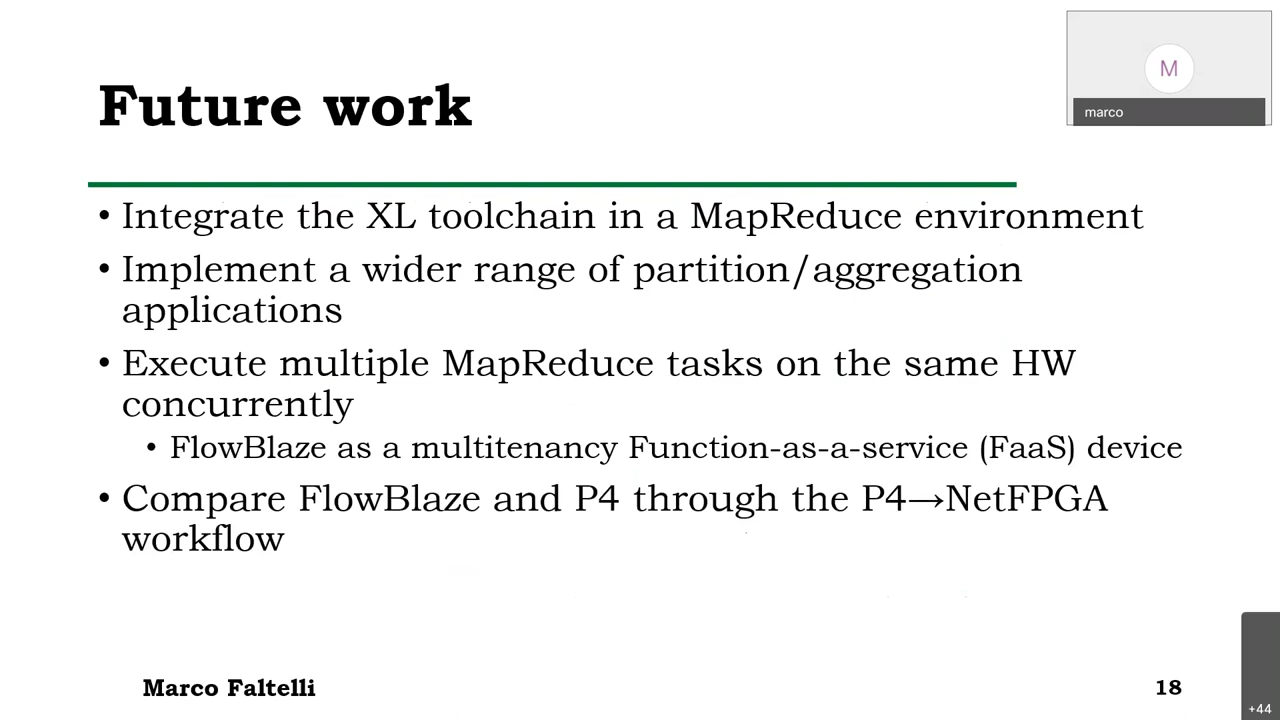 Future work
M
marco
• Integrate the XL toolchain in a MapReduce environment
• Implement a wider range of partition/aggregation
applications
• Execute multiple MapReduce tasks on the same HW
concurrently
• FlowBlaze as a multitenancy Function-as-a-service (FaaS) device
• Compare FlowBlaze and P4 through the P4→NetFPGA
workflow
Marco Faltelli
18
+44